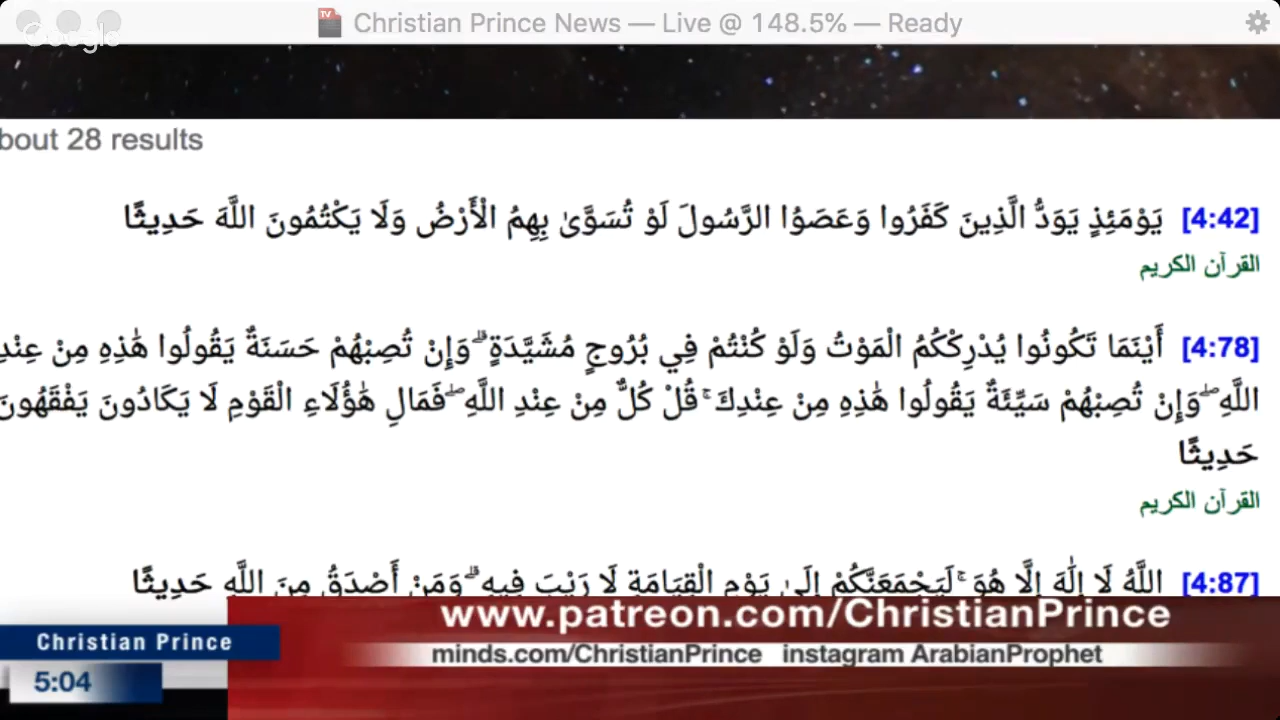 Christian Prince News — Live @ 148.5% — Ready
Google
bout 28 results
[4:42] يَوْمَئِذٍ يَوَدُّ الَّذِينَ كَفَرُوا وَعَصَوُا الرَّسُولَ لَوْ تُسَوَّىٰ بِهِمُ الْأَرْضُ وَلَا يَكْتُمُونَ اللَّهَ حَدِيثًا
القرآن الكريم
[4:78] أَيْنَمَا تَكُونُوا يُدْرِكْكُمُ الْمَوْتُ وَلَوْ كُنْتُمْ فِي بُرُوجٍ مُشَيَّدَةٍ ۗ وَإِنْ تُصِبْهُمْ حَسَنَةٌ يَقُولُوا هَٰذِهِ مِنْ عِنْدِ
اللَّهِ ۖ وَإِنْ تُصِبْهُمْ سَيِّئَةٌ يَقُولُوا هَٰذِهِ مِنْ عِنْدِكَ ۚ قُلْ كُلٌّ مِنْ عِنْدِ اللَّهِ ۖ فَمَالِ هَٰؤُلَاءِ الْقَوْمِ لَا يَكَادُونَ يَفْقَهُونَ
حَدِيثًا
القرآن الكريم
[4:87] اللَّهُ لَا إِلَٰهَ إِلَّا هُوَ ۚ لَيَجْمَعَنَّكُمْ إِلَىٰ يَوْمِ الْقِيَامَةِ لَا رَيْبَ فِيهِ ۗ وَمَنْ أَصْدَقُ مِنَ اللَّهِ حَدِيثًا
www.patreon.com/ChristianPrince
Christian Prince
minds.com/ChristianPrince instagram ArabianProphet
5:04